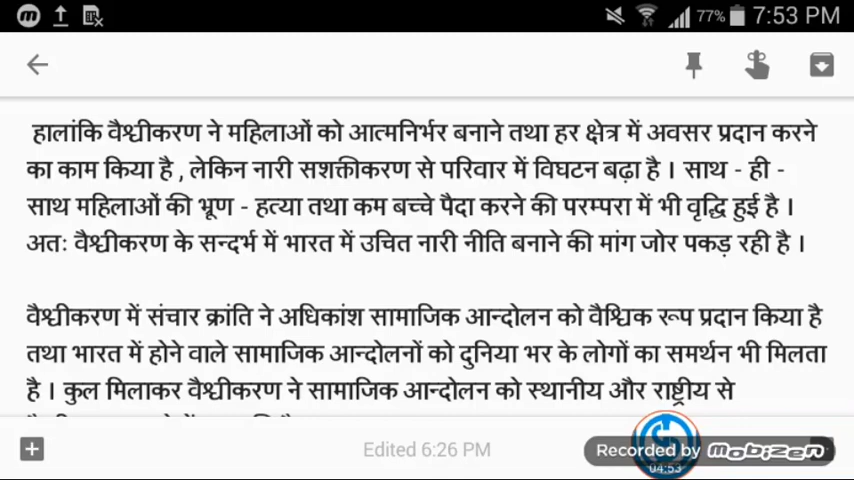 77% 7:53 PM
हालांकि वैश्वीकरण ने महिलाओं को आत्मनिर्भर बनाने तथा हर क्षेत्र में अवसर प्रदान करने
का काम किया है , लेकिन नारी सशक्तीकरण से परिवार में विघटन बढ़ा है । साथ - ही -
साथ महिलाओं की भ्रूण - हत्या तथा कम बच्चे पैदा करने की परम्परा में भी वृद्धि हुई है ।
अतः वैश्वीकरण के सन्दर्भ में भारत में उचित नारी नीति बनाने की मांग जोर पकड़ रही है ।
वैश्वीकरण में संचार क्रांति ने अधिकांश सामाजिक आन्दोलन को वैश्विक रूप प्रदान किया है
तथा भारत में होने वाले सामाजिक आन्दोलनों को दुनिया भर के लोगों का समर्थन भी मिलता
है । कुल मिलाकर वैश्वीकरण ने सामाजिक आन्दोलन को स्थानीय और राष्ट्रीय से
Edited 6:26 PM
Recorded by Mobizen
04:53